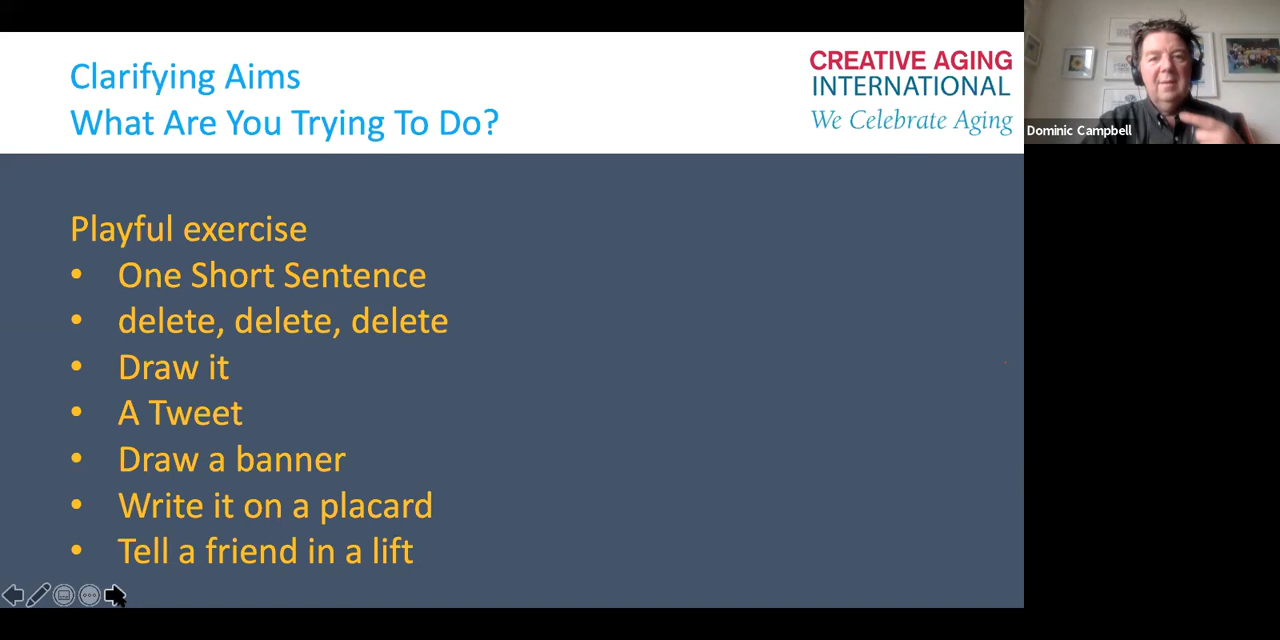 Clarifying Aims
What Are You Trying To Do?
CREATIVE AGING
INTERNATIONAL
We Celebrate Aging
Dominic Campbell
Playful exercise
• One Short Sentence
• delete, delete, delete
• Draw it
• A Tweet
• Draw a banner
• Write it on a placard
• Tell a friend in a lift